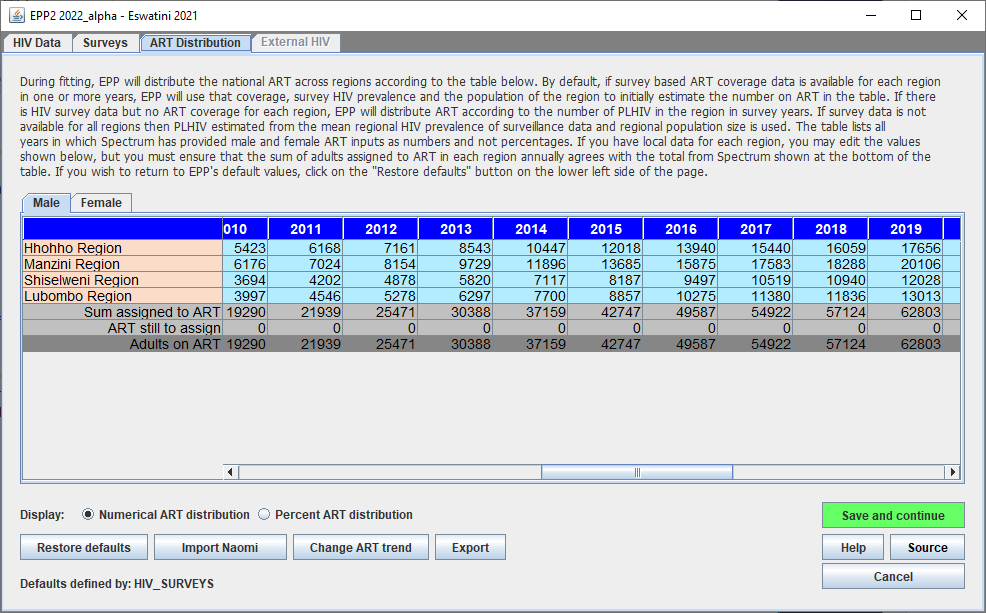 EPP2 2022_alpha - Eswatini 2021
HIV Data Surveys ART Distribution External HIV
During fitting, EPP will distribute the national ART across regions according to the table below. By default, if survey based ART coverage data is available for each region
in one or more years, EPP will use that coverage, survey HIV prevalence and the population of the region to initially estimate the number on ART in the table. If there
is HIV survey data but no ART coverage for each region, EPP will distribute ART according to the number of PLHIV in the region in survey years. If survey data is not
available for all regions then PLHIV estimated from the mean regional HIV prevalence of surveillance data and regional population size is used. The table lists all
years in which Spectrum has provided male and female ART inputs as numbers and not percentages. If you have local data for each region, you may edit the values
shown below, but you must ensure that the sum of adults assigned to ART in each region annually agrees with the total from Spectrum shown at the bottom of the
table. If you wish to return to EPP's default values, click on the "Restore defaults" button on the lower left side of the page.
Male Female
010 2011 2012 2013 2014 2015 2016 2017 2018 2019
Hhohho Region 5423 6168 7161 8543 10447 12018 13940 15440 16059 17656
Manzini Region 6176 7024 8154 9729 11896 13685 15875 17583 18288 20106
Shiselweni Region 3694 4202 4878 5820 7117 8187 9497 10519 10940 12028
Lubombo Region 3997 4546 5278 6297 7700 8857 10275 11380 11836 13013
Sum assigned to ART 19290 21939 25471 30388 37159 42747 49587 54922 57124 62803
ART still to assign 0 0 0 0 0 0 0 0 0 0
Adults on ART 19290 21939 25471 30388 37159 42747 49587 54922 57124 62803
Display: Numerical ART distribution Percent ART distribution
Save and continue
Restore defaults Import Naomi Change ART trend Export Help Source
Cancel
Defaults defined by: HIV_SURVEYS